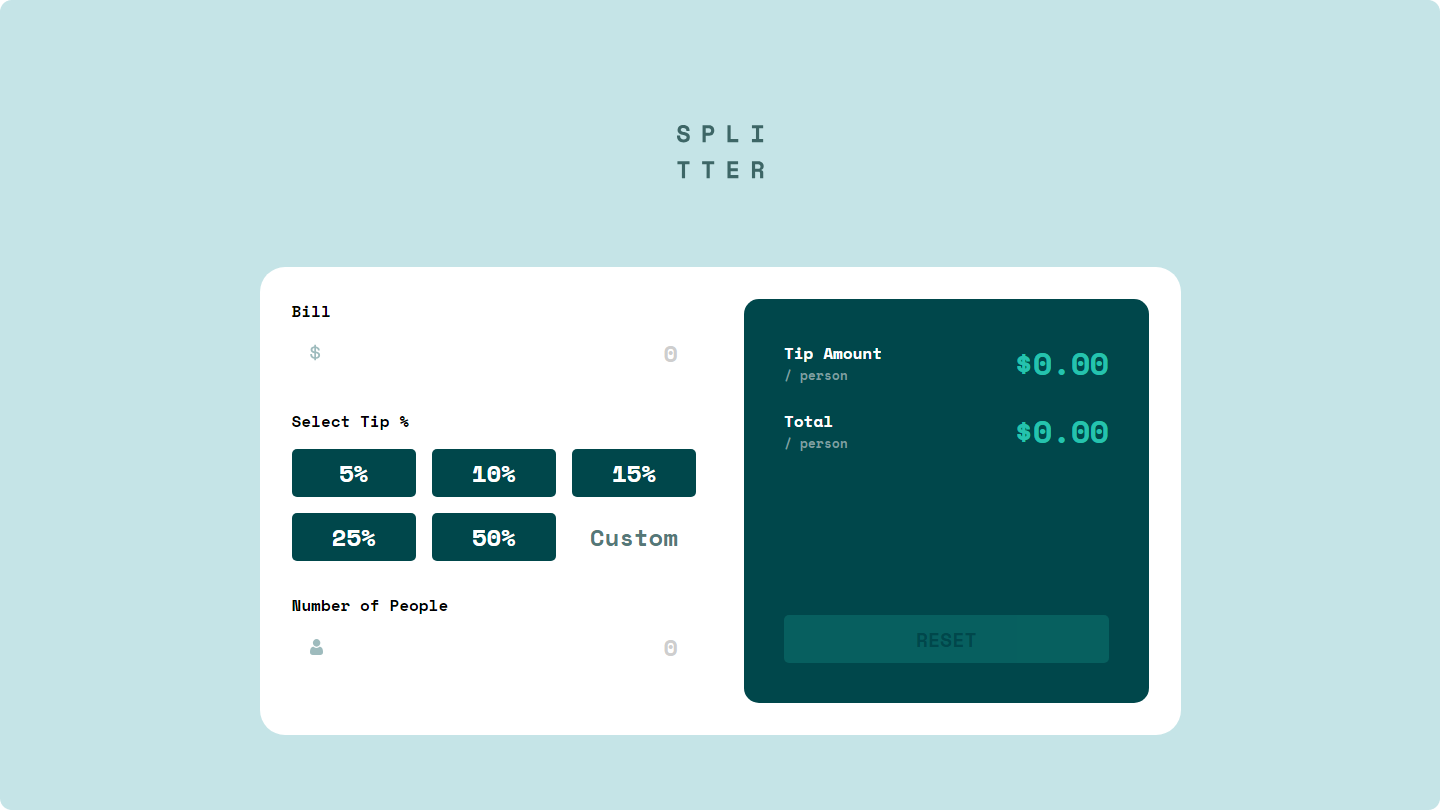 SPLI
TTER
Bill
$ 0
Select Tip %
5% 10% 15%
25% 50% Custom
Number of People
0
Tip Amount
/ person
$0.00
Total
/ person
$0.00
RESET